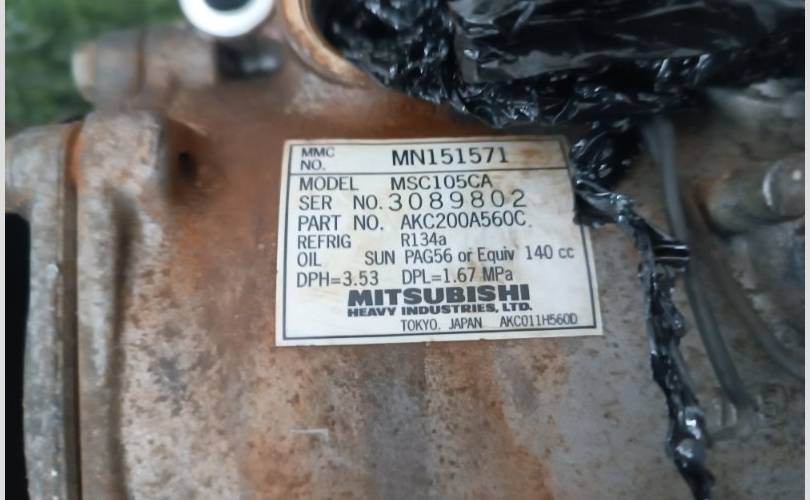 MMC NO. MN151571
MODEL MSC105CA
SER NO. 3089802
PART NO. AKC200A560C
REFRIG R134a
OIL SUN PAG56 or Equiv 140 cc
DPH=3.53 DPL=1.67 MPa
MITSUBISHI
HEAVY INDUSTRIES, LTD.
TOKYO. JAPAN AKC011H560D